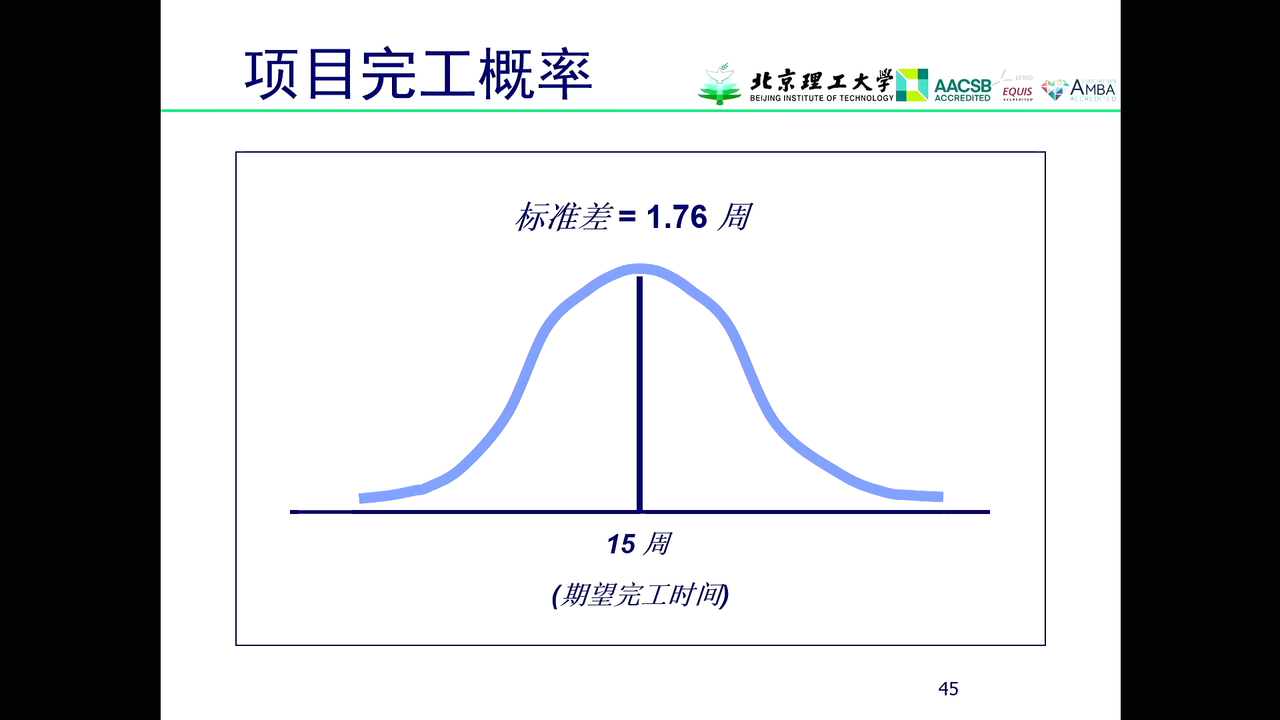 项目完工概率
北京理工大学
BEIJING INSTITUTE OF TECHNOLOGY
AACSB
ACCREDITED
EFMD
EQUIS
ACCREDITED
ASSOCIATION
AMBA
ACCREDITED
标准差 = 1.76 周
15 周
(期望完工时间)
45